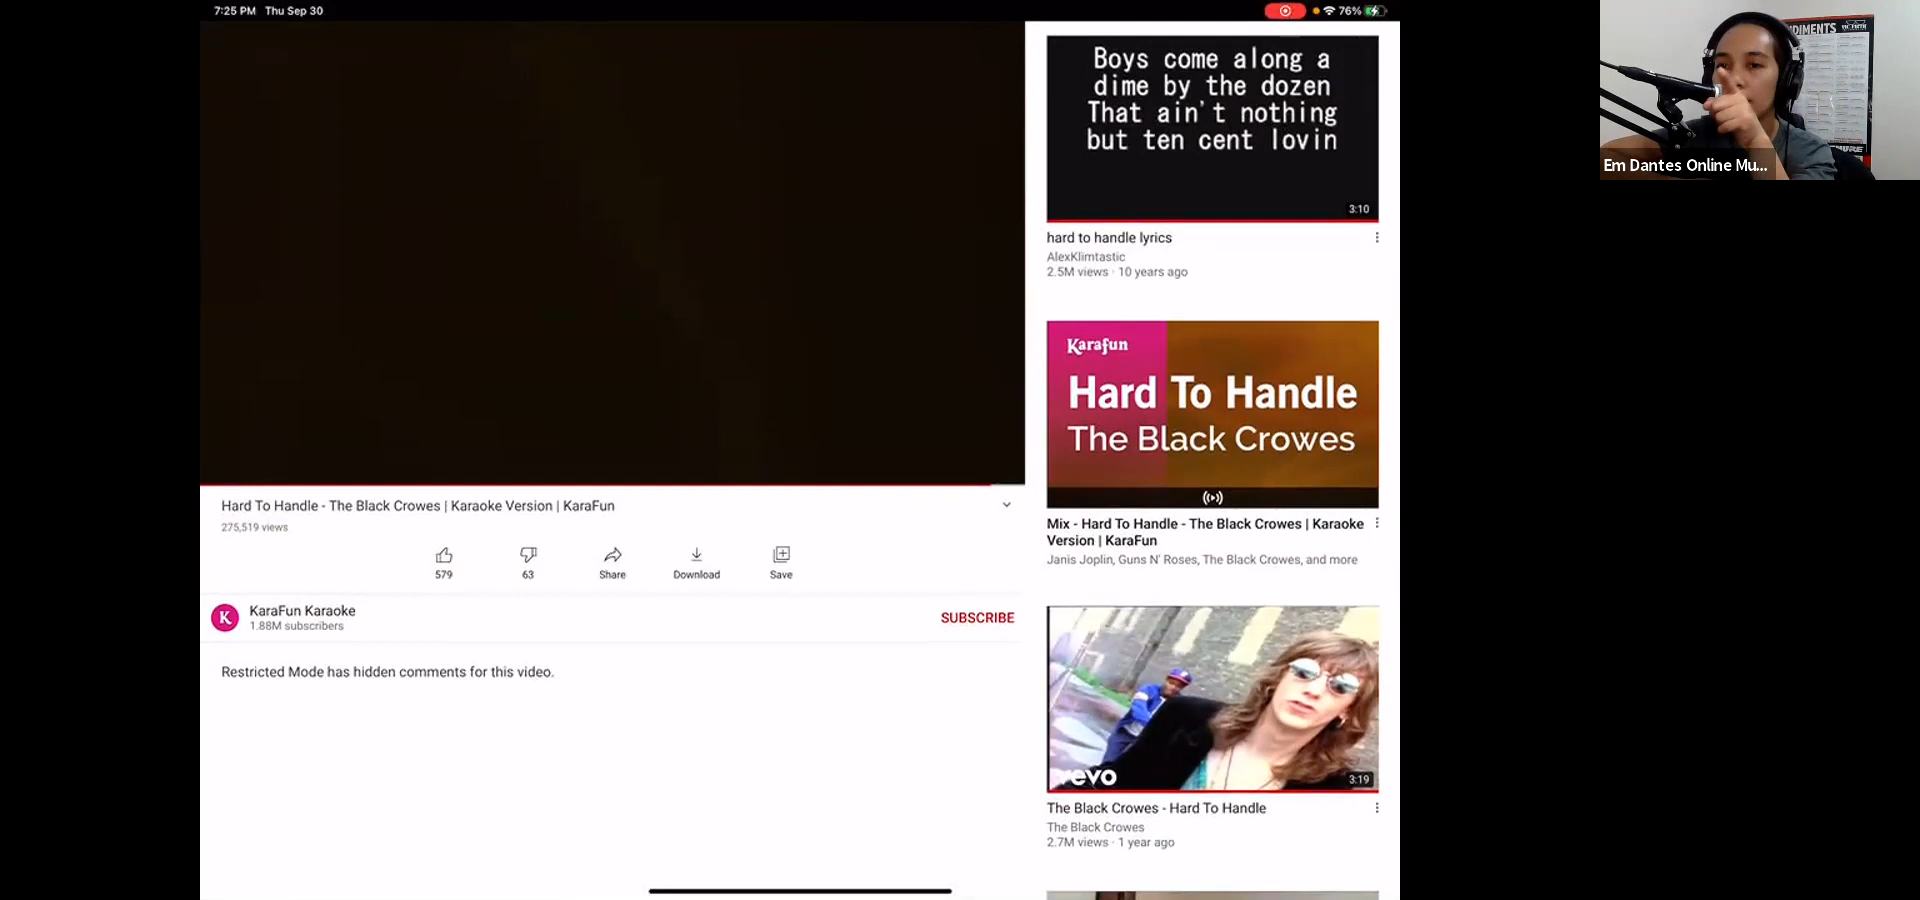 7:25 PM Thu Sep 30
76%
Boys come along a
dime by the dozen
That ain't nothing
but ten cent lovin
3:10
hard to handle lyrics
AlexKlimtastic
2.5M views · 10 years ago
Karafun
Hard To Handle
The Black Crowes
Mix - Hard To Handle - The Black Crowes | Karaoke
Version | KaraFun
Janis Joplin, Guns N' Roses, The Black Crowes, and more
vevo
3:19
The Black Crowes - Hard To Handle
The Black Crowes
2.7M views · 1 year ago
Hard To Handle - The Black Crowes | Karaoke Version | KaraFun
275,519 views
579
63
Share
Download
Save
K
KaraFun Karaoke
1.88M subscribers
SUBSCRIBE
Restricted Mode has hidden comments for this video.
DIMENTS
Em Dantes Online Mu...